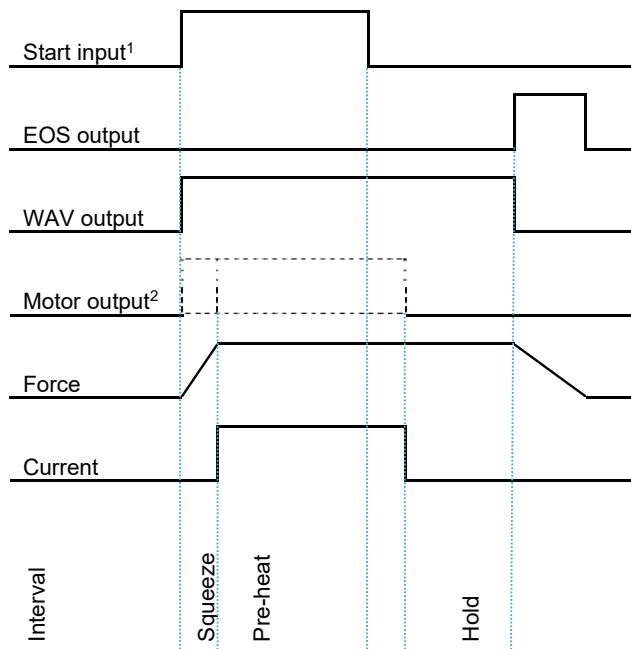 Start input¹
EOS output
WAV output
Motor output²
Force
Current
Interval
Squeeze
Pre-heat
Hold